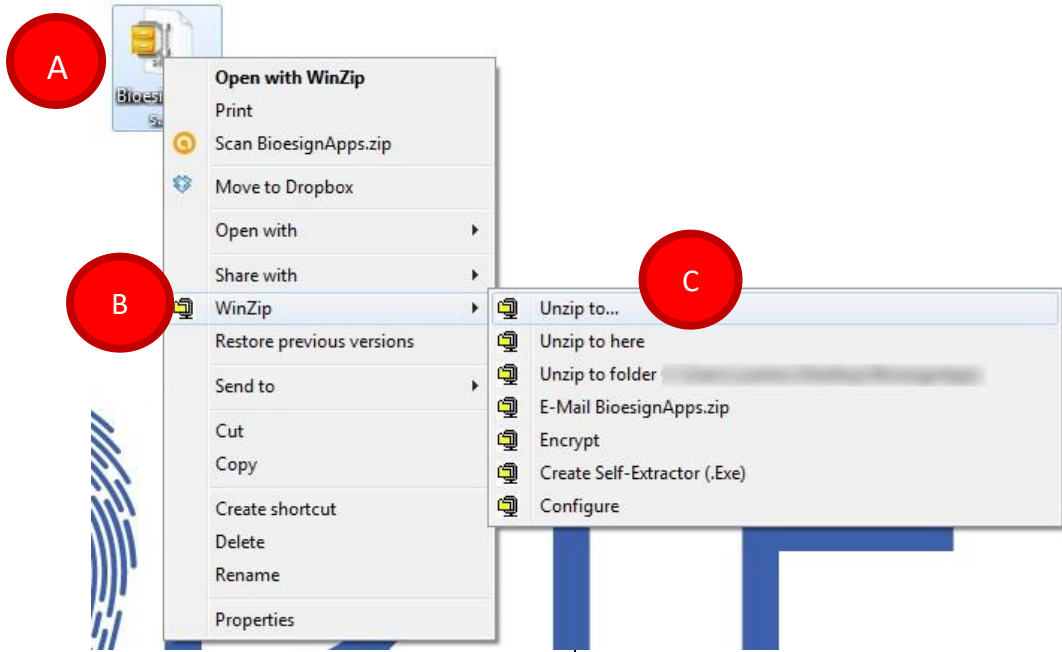 A
Open with WinZip
Print
Scan BioesignApps.zip
Move to Dropbox
Open with
Share with
B
WinZip
Restore previous versions
Send to
Cut
Copy
Create shortcut
Delete
Rename
Properties
C
Unzip to...
Unzip to here
Unzip to folder
E-Mail BioesignApps.zip
Encrypt
Create Self-Extractor (.Exe)
Configure